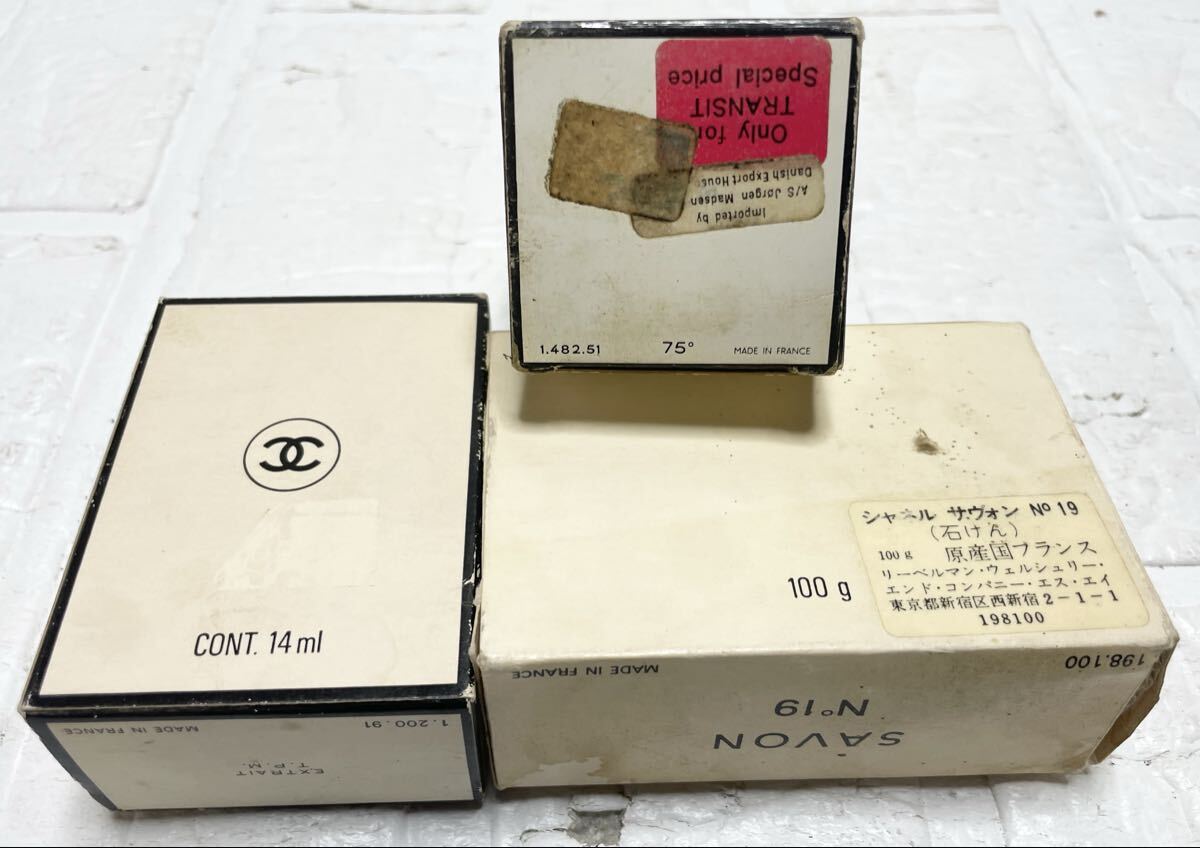 Only for
TRANSIT
Special price
Imported by
A/S Jørgen Madsen
Danish Export House
1.482.51 75° MADE IN FRANCE
CONT. 14 ml
1.200.91 MADE IN FRANCE
EXTRAIT
T.P.M.
シャネル サヴォン Nº 19
(石けん)
100g 原産国フランス
リーベルマン・ウェルシュリー・
エンド・コンパニー・エス・エイ
東京都新宿区西新宿2-1-1
198100
100 g
198.100 MADE IN FRANCE
SAVON
Nº19